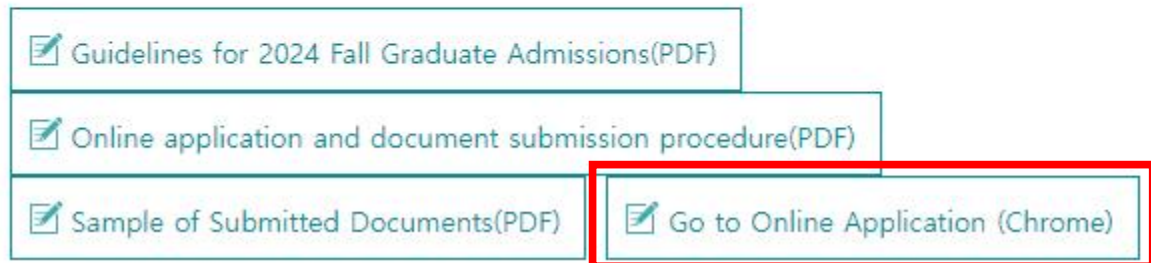 Guidelines for 2024 Fall Graduate Admissions(PDF)
Online application and document submission procedure(PDF)
Sample of Submitted Documents(PDF)
Go to Online Application (Chrome)